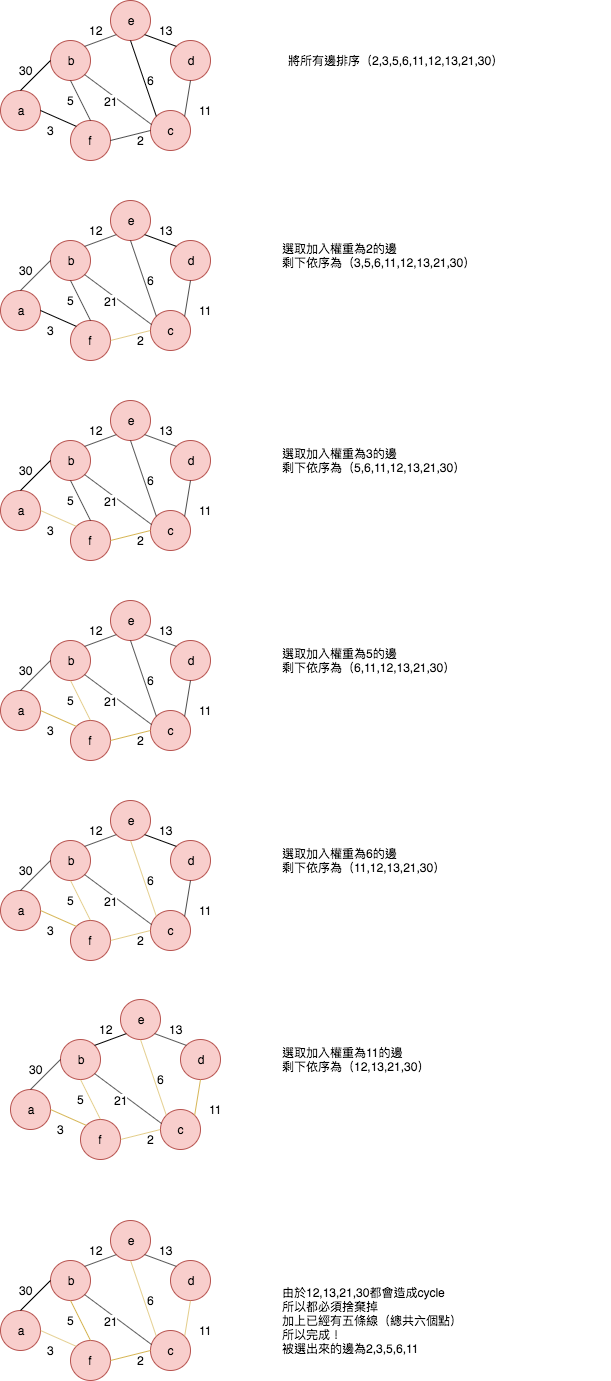 12
e
13
b
d
30
6
5
21
a
11
3
f
2
c
將所有邊排序（2,3,5,6,11,12,13,21,30）
12
e
13
b
d
30
6
5
21
a
11
3
f
2
c
選取加入權重為2的邊
剩下依序為（3,5,6,11,12,13,21,30）
12
e
13
b
d
30
6
5
21
a
11
3
f
2
c
選取加入權重為3的邊
剩下依序為（5,6,11,12,13,21,30）
12
e
13
b
d
30
6
5
21
a
11
3
f
2
c
選取加入權重為5的邊
剩下依序為（6,11,12,13,21,30）
12
e
13
b
d
30
6
5
21
a
11
3
f
2
c
選取加入權重為6的邊
剩下依序為（11,12,13,21,30）
12
e
13
b
d
30
6
5
21
a
11
3
f
2
c
選取加入權重為11的邊
剩下依序為（12,13,21,30）
12
e
13
b
d
30
6
5
21
a
11
3
f
2
c
由於12,13,21,30都會造成cycle
所以都必須捨棄掉
加上已經有五條線（總共六個點）
所以完成！
被選出來的邊為2,3,5,6,11